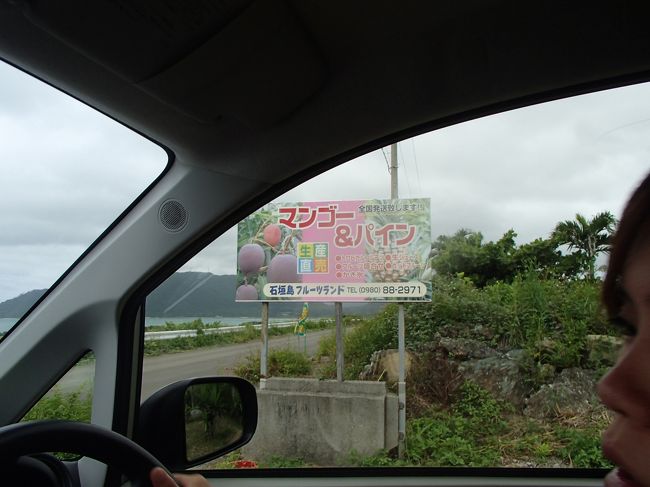 全国発送致します!!
マンゴー
&パイン
生産
直売
石垣島 フルーツランド TEL (0980) 88-2971